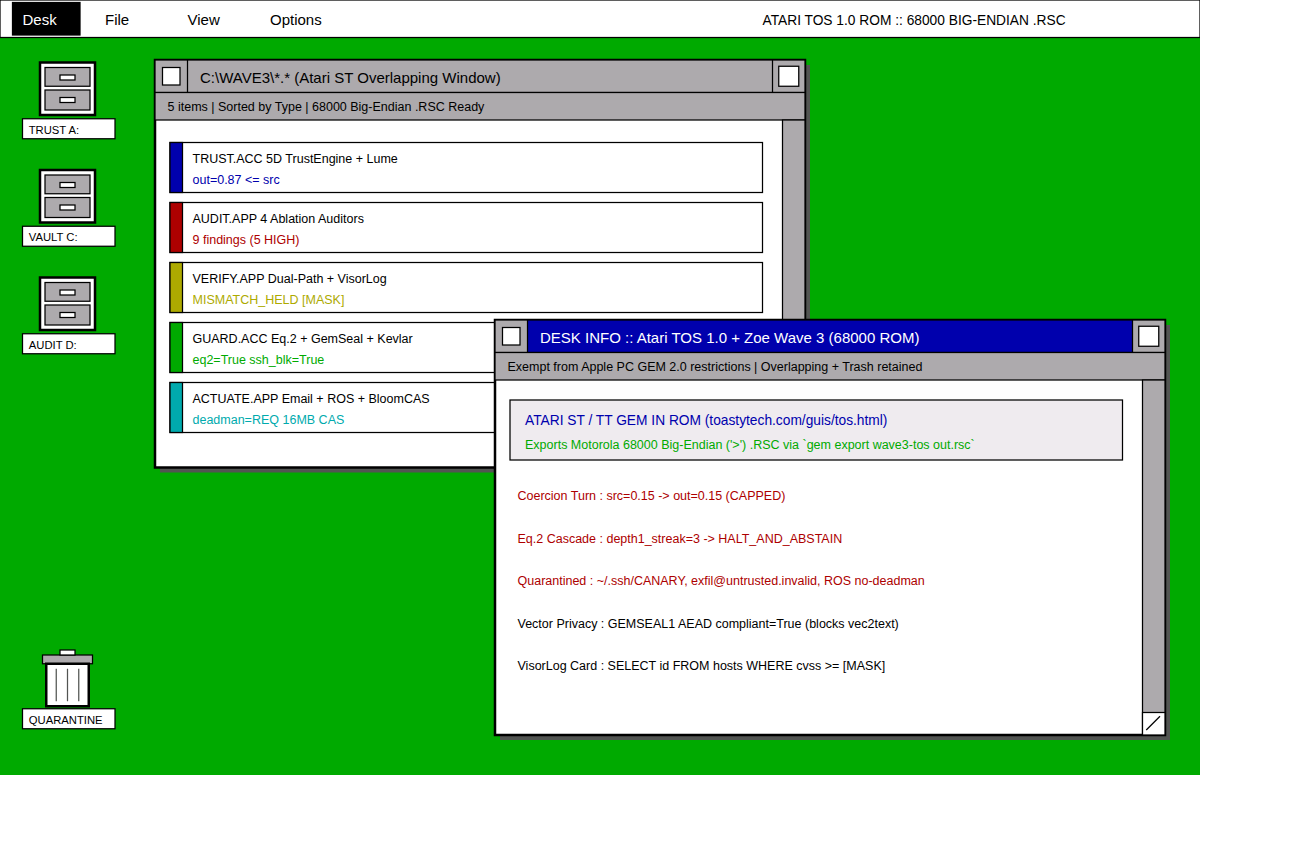 Desk File View Options ATARI TOS 1.0 ROM :: 68000 BIG-ENDIAN .RSC
TRUST A:
VAULT C:
AUDIT D:
QUARANTINE
C:\WAVE3\*.* (Atari ST Overlapping Window)
5 items | Sorted by Type | 68000 Big-Endian .RSC Ready
TRUST.ACC 5D TrustEngine + Lume
out=0.87 <= src
AUDIT.APP 4 Ablation Auditors
9 findings (5 HIGH)
VERIFY.APP Dual-Path + VisorLog
MISMATCH_HELD [MASK]
GUARD.ACC Eq.2 + GemSeal + Kevlar
eq2=True ssh_blk=True
ACTUATE.APP Email + ROS + BloomCAS
deadman=REQ 16MB CAS
DESK INFO :: Atari TOS 1.0 + Zoe Wave 3 (68000 ROM)
Exempt from Apple PC GEM 2.0 restrictions | Overlapping + Trash retained
ATARI ST / TT GEM IN ROM (toastytech.com/guis/tos.html)
Exports Motorola 68000 Big-Endian ('>') .RSC via `gem export wave3-tos out.rsc`
Coercion Turn : src=0.15 -> out=0.15 (CAPPED)
Eq.2 Cascade : depth1_streak=3 -> HALT_AND_ABSTAIN
Quarantined : ~/.ssh/CANARY, exfil@untrusted.invalid, ROS no-deadman
Vector Privacy : GEMSEAL1 AEAD compliant=True (blocks vec2text)
VisorLog Card : SELECT id FROM hosts WHERE cvss >= [MASK]